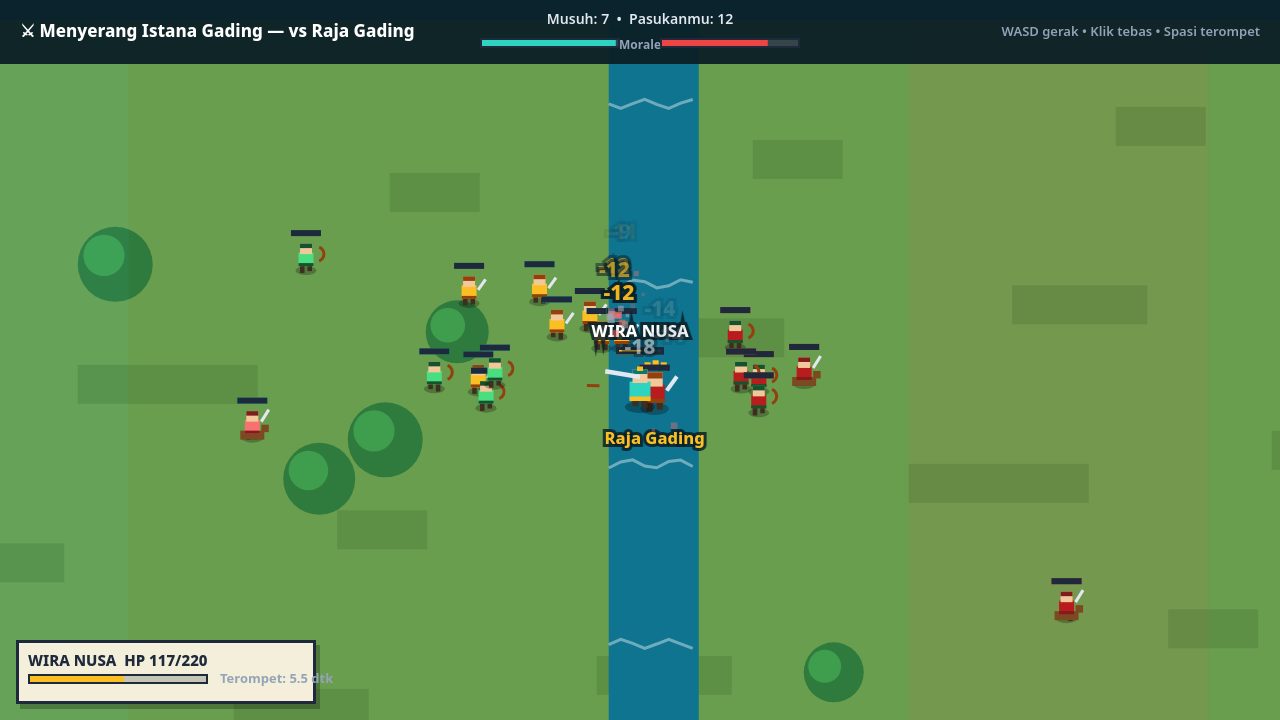 ⚔ Menyerang Istana Gading — vs Raja Gading
Musuh: 7 • Pasukanmu: 12
Morale
WASD gerak • Klik tebas • Spasi terompet
-12
-12
-14
WIRA NUSA
-18
Raja Gading
WIRA NUSA HP 117/220
Terompet: 5.5 dtk